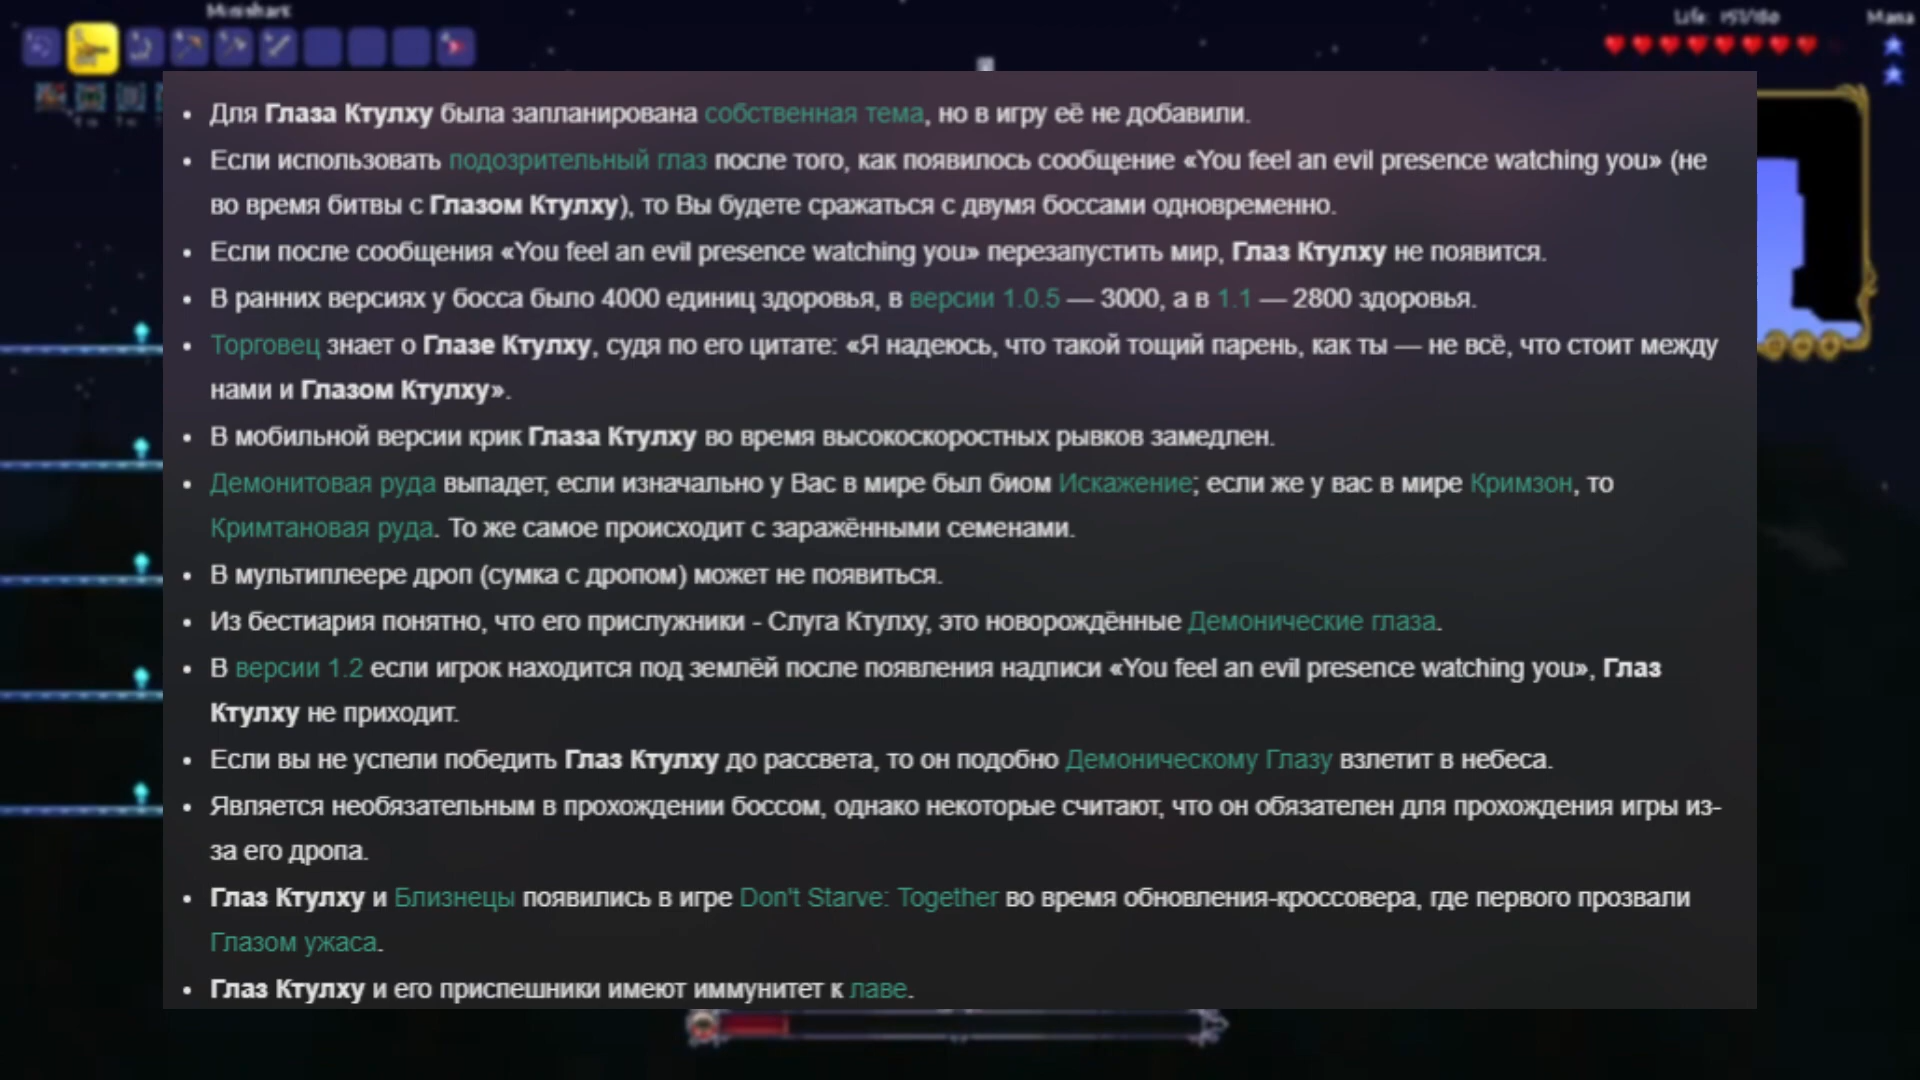 Minishark
Life: 157/160
Mana
• Для Глаза Ктулху была запланирована собственная тема, но в игру её не добавили.
• Если использовать подозрительный глаз после того, как появилось сообщение «You feel an evil presence watching you» (не
во время битвы с Глазом Ктулху), то Вы будете сражаться с двумя боссами одновременно.
• Если после сообщения «You feel an evil presence watching you» перезапустить мир, Глаз Ктулху не появится.
• В ранних версиях у босса было 4000 единиц здоровья, в версии 1.0.5 — 3000, а в 1.1 — 2800 здоровья.
• Торговец знает о Глазе Ктулху, судя по его цитате: «Я надеюсь, что такой тощий парень, как ты — не всё, что стоит между
нами и Глазом Ктулху».
• В мобильной версии крик Глаза Ктулху во время высокоскоростных рывков замедлен.
• Демонитовая руда выпадет, если изначально у Вас в мире был биом Искажение; если же у вас в мире Кримзон, то
Кримтановая руда. То же самое происходит с заражёнными семенами.
• В мультиплеере дроп (сумка с дропом) может не появиться.
• Из бестиария понятно, что его прислужники - Слуга Ктулху, это новорождённые Демонические глаза.
• В версии 1.2 если игрок находится под землёй после появления надписи «You feel an evil presence watching you», Глаз
Ктулху не приходит.
• Если вы не успели победить Глаз Ктулху до рассвета, то он подобно Демоническому Глазу взлетит в небеса.
• Является необязательным в прохождении боссом, однако некоторые считают, что он обязателен для прохождения игры из-
за его дропа.
• Глаз Ктулху и Близнецы появились в игре Don't Starve: Together во время обновления-кроссовера, где первого прозвали
Глазом ужаса.
• Глаз Ктулху и его приспешники имеют иммунитет к лаве.